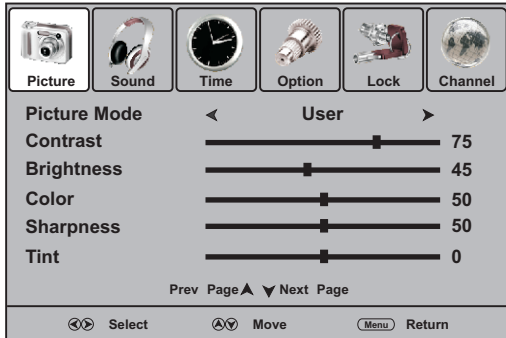 Picture Sound Time Option Lock Channel
Picture Mode User
Contrast 75
Brightness 45
Color 50
Sharpness 50
Tint 0
Prev Page Next Page
Select Move Menu Return